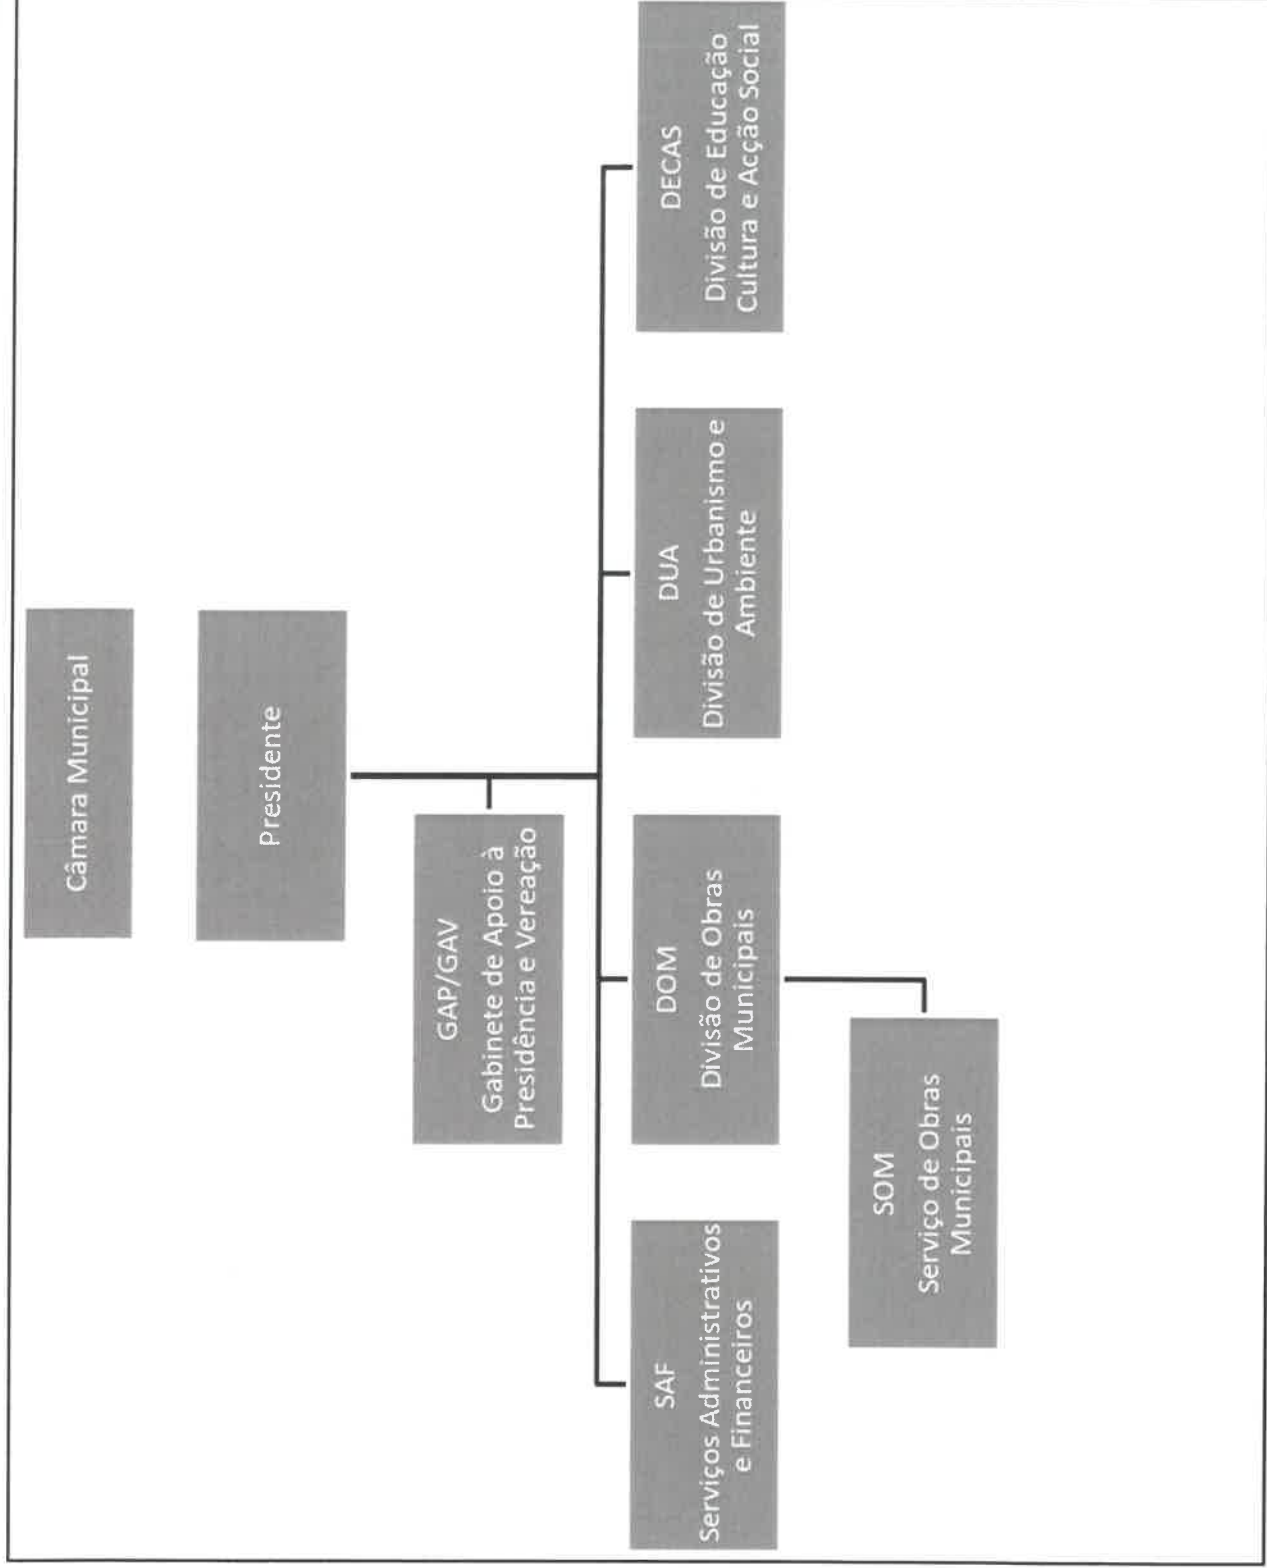 Câmara Municipal
Presidente
GAP/GAV
Gabinete de Apoio à
Presidência e Vereação
SAF
Serviços Administrativos
e Financeiros
DOM
Divisão de Obras
Municipais
DUA
Divisão de Urbanismo e
Ambiente
DECAS
Divisão de Educação
Cultura e Acção Social
SOM
Serviço de Obras
Municipais